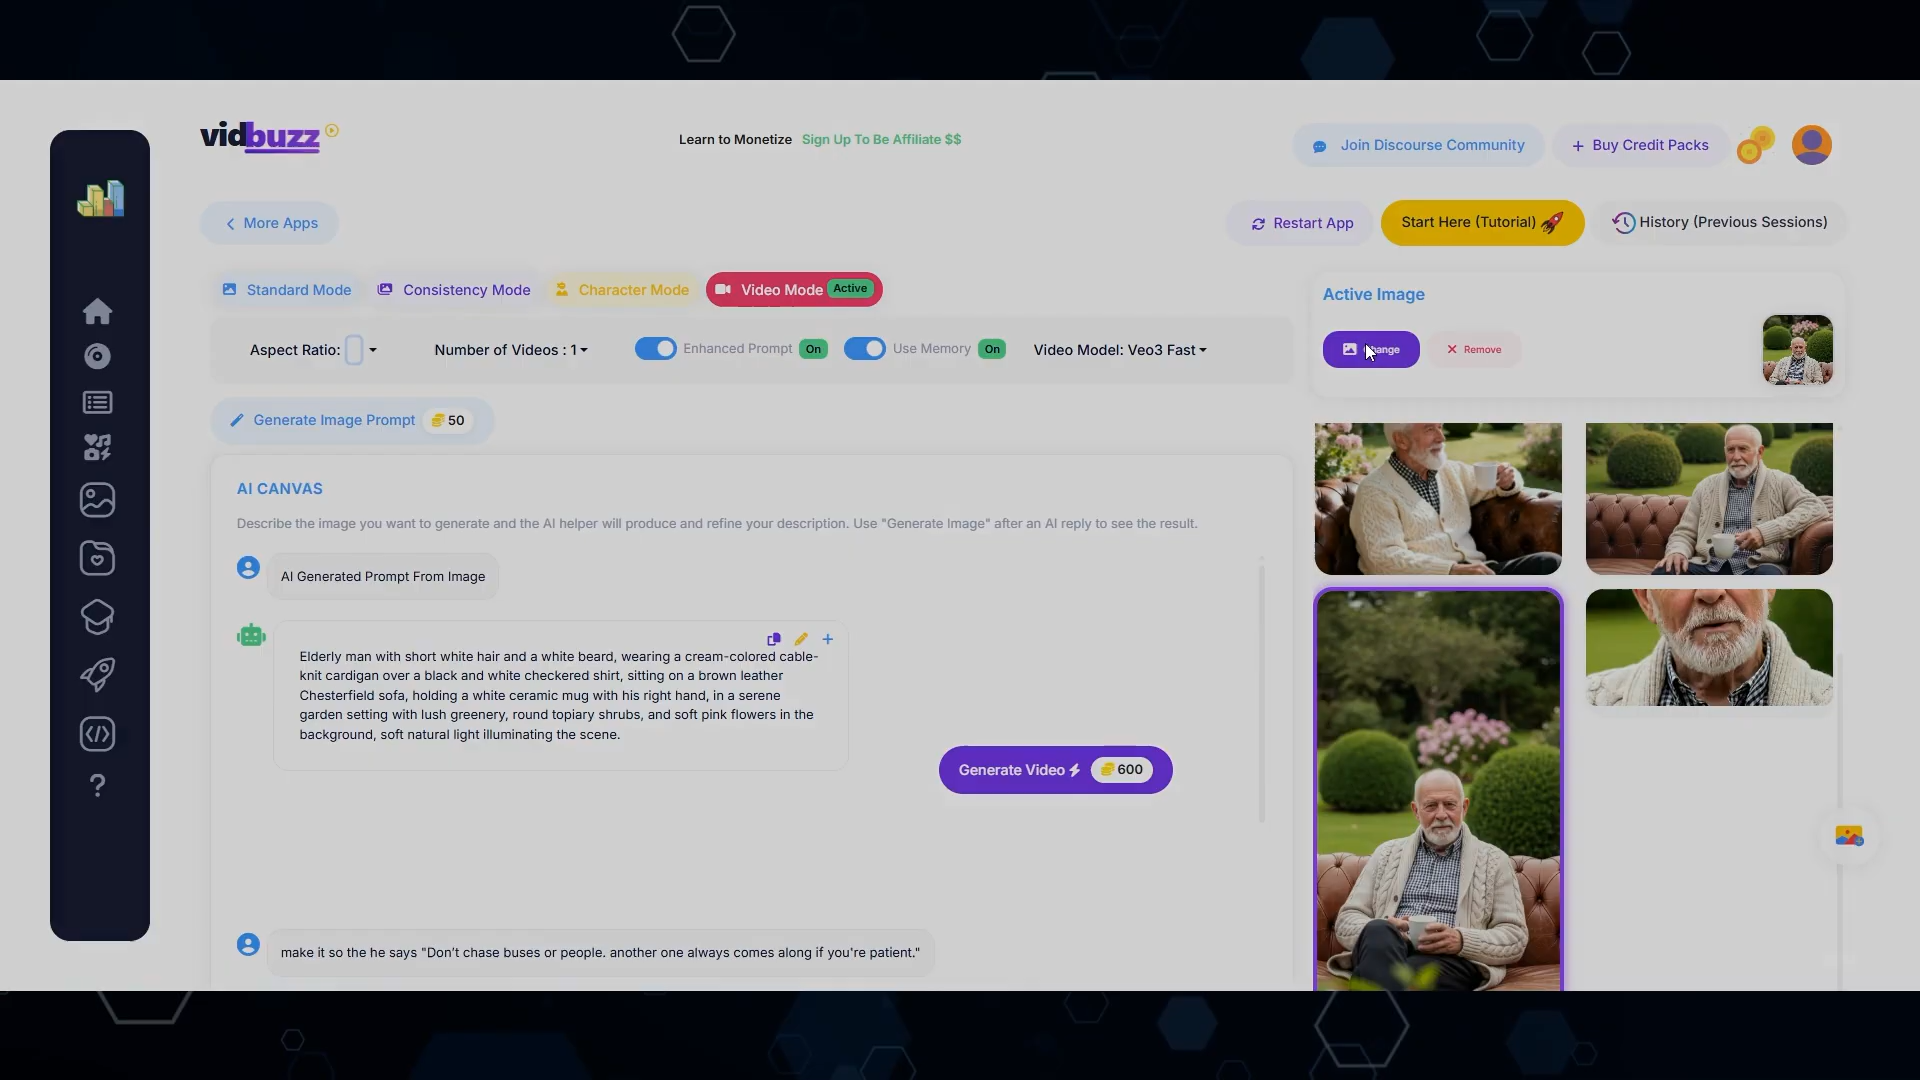 vidbuzz
Learn to Monetize Sign Up To Be Affiliate $$
Join Discourse Community
+ Buy Credit Packs
More Apps
Restart App
Start Here (Tutorial)
History (Previous Sessions)
Standard Mode
Consistency Mode
Character Mode
Video Mode Active
Active Image
Aspect Ratio:
Number of Videos : 1
Enhanced Prompt On
Use Memory On
Video Model: Veo3 Fast
Remove
Generate Image Prompt 50
AI CANVAS
Describe the image you want to generate and the AI helper will produce and refine your description. Use "Generate Image" after an AI reply to see the result.
AI Generated Prompt From Image
Elderly man with short white hair and a white beard, wearing a cream-colored cable-
knit cardigan over a black and white checkered shirt, sitting on a brown leather
Chesterfield sofa, holding a white ceramic mug with his right hand, in a serene
garden setting with lush greenery, round topiary shrubs, and soft pink flowers in the
background, soft natural light illuminating the scene.
Generate Video 600
make it so the he says "Don't chase buses or people. another one always comes along if you're patient."